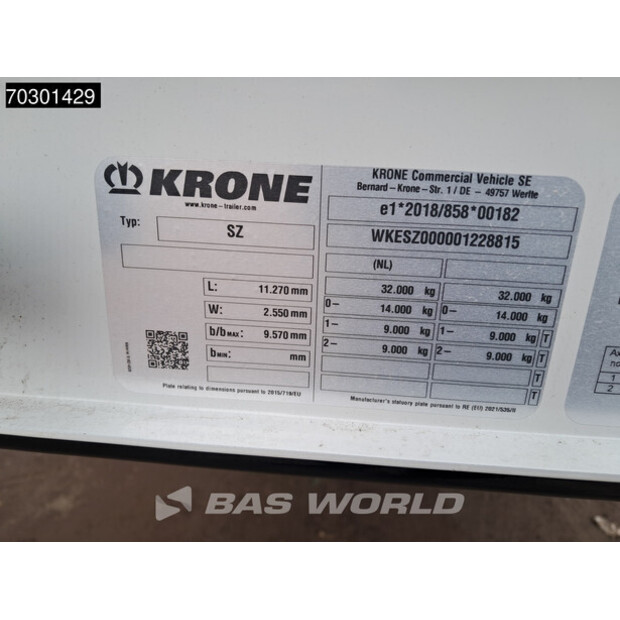 70301429
KRONE
www.krone-trailer.com
Typ: SZ
L: 11.270 mm
W: 2.550 mm
b/b MAX: 9.570 mm
b MIN: mm
Plate relating to dimensions pursuant to 2015/719/EU
KRONE Commercial Vehicle SE
Bernard-Krone-Str. 1 / DE - 49757 Werlte
e1*2018/858*00182
WKESZ000001228815
(NL)
32.000 kg 32.000 kg
0- 14.000 kg 0- 14.000 kg
1- 9.000 kg 1- 9.000 kg T
2- 9.000 kg 2- 9.000 kg T
T
T
Manufacturer's statutory plate pursuant to RE (EU) 2021/535/II
1
2
BAS WORLD